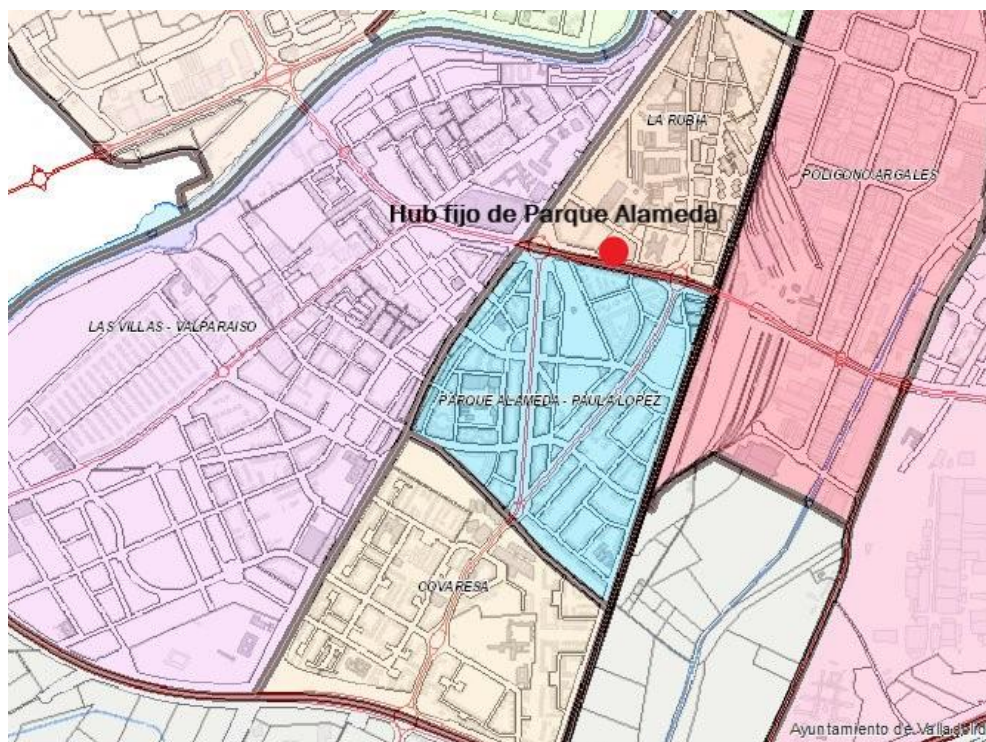 LA RUBIA
POLIGONO ARGALES
Hub fijo de Parque Alameda
LAS VILLAS - VALPARAISO
PARQUE ALAMEDA - PAULA LOPEZ
COVARESA
Ayuntamiento de Valladolid